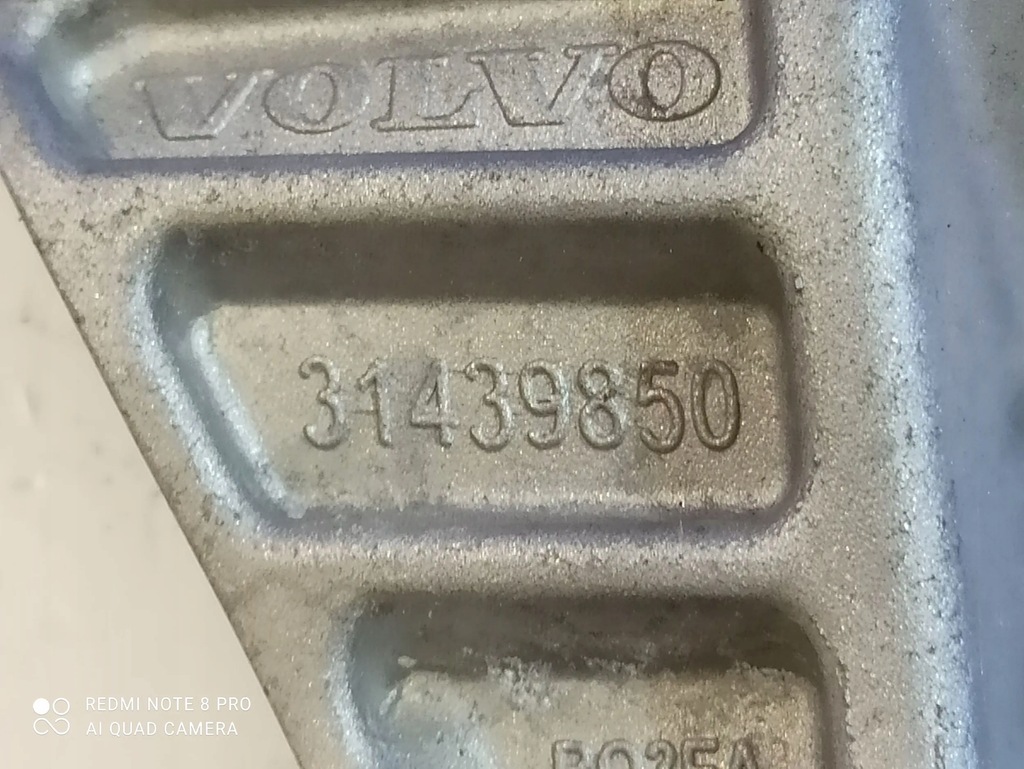 VOLVO
31439850
REDMI NOTE 8 PRO
AI QUAD CAMERA